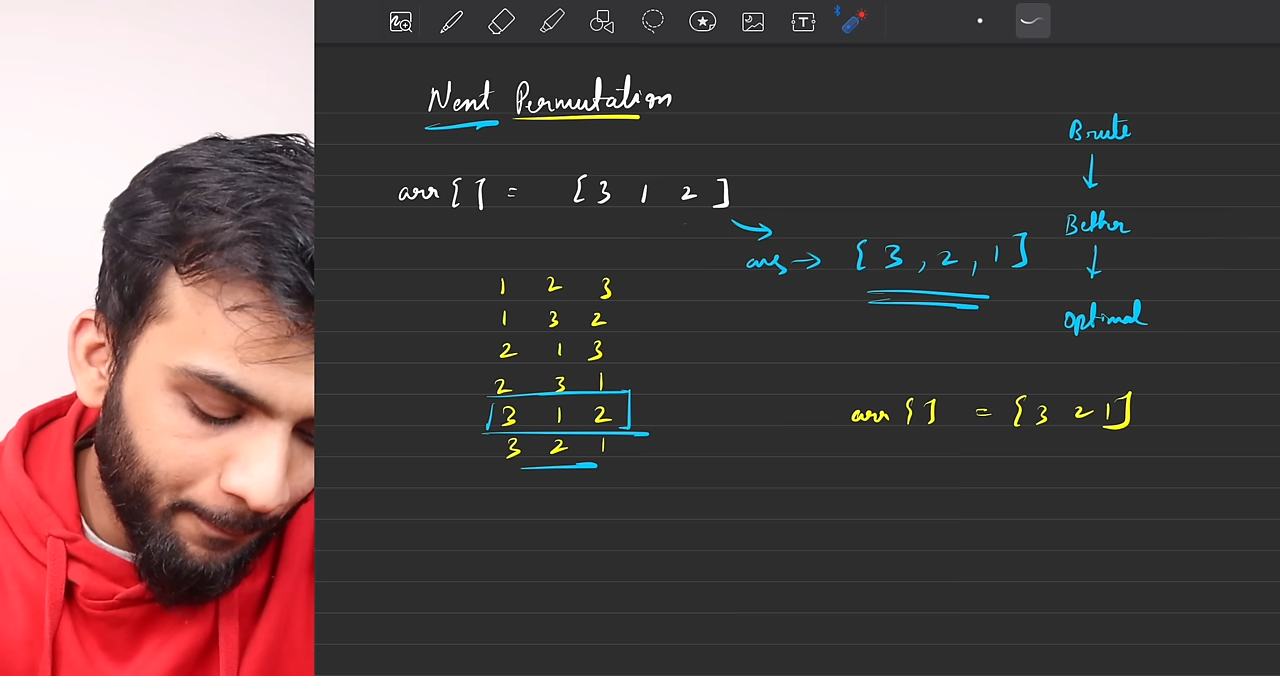 Next Permutation
arr [ ] = [ 3 1 2 ]
ans → { 3 , 2 , 1 }
1 2 3
1 3 2
2 1 3
2 3 1
3 1 2
3 2 1
Brute
↓
Better
↓
Optimal
arr [ ] = { 3 2 1 ]